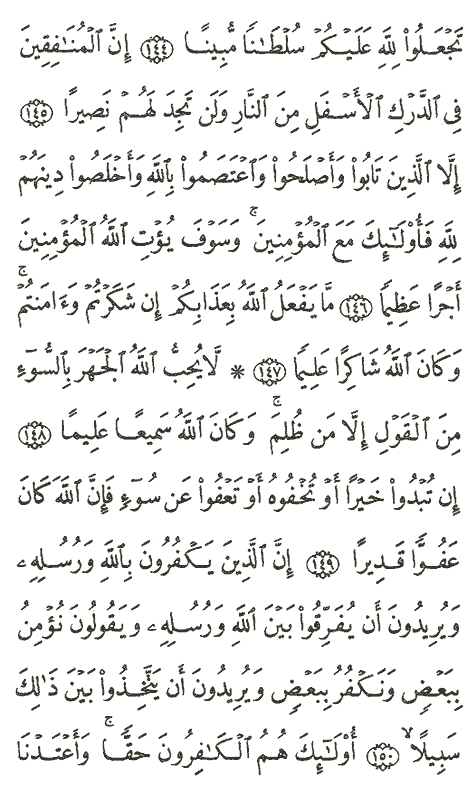 تَجْعَلُوا۟ لِلَّهِ عَلَيْكُمْ سُلْطَـٰنًا مُّبِينًا ١٤٤ إِنَّ ٱلْمُنَـٰفِقِينَ
فِى ٱلدَّرْكِ ٱلْأَسْفَلِ مِنَ ٱلنَّارِ وَلَن تَجِدَ لَهُمْ نَصِيرًا ١٤٥
إِلَّا ٱلَّذِينَ تَابُوا۟ وَأَصْلَحُوا۟ وَٱعْتَصَمُوا۟ بِٱللَّهِ وَأَخْلَصُوا۟ دِينَهُمْ
لِلَّهِ فَأُو۟لَـٰٓئِكَ مَعَ ٱلْمُؤْمِنِينَ ۖ وَسَوْفَ يُؤْتِ ٱللَّهُ ٱلْمُؤْمِنِينَ
أَجْرًا عَظِيمًا ١٤٦ مَّا يَفْعَلُ ٱللَّهُ بِعَذَابِكُمْ إِن شَكَرْتُمْ وَءَامَنتُمْ ۚ
وَكَانَ ٱللَّهُ شَاكِرًا عَلِيمًا ١٤٧ * لَّا يُحِبُّ ٱللَّهُ ٱلْجَهْرَ بِٱلسُّوٓءِ
مِنَ ٱلْقَوْلِ إِلَّا مَن ظُلِمَ ۚ وَكَانَ ٱللَّهُ سَمِيعًا عَلِيمًا ١٤٨
إِن تُبْدُوا۟ خَيْرًا أَوْ تُخْفُوهُ أَوْ تَعْفُوا۟ عَن سُوٓءٍ فَإِنَّ ٱللَّهَ كَانَ
عَفُوًّا قَدِيرًا ١٤٩ إِنَّ ٱلَّذِينَ يَكْفُرُونَ بِٱللَّهِ وَرُسُلِهِۦ
وَيُرِيدُونَ أَن يُفَرِّقُوا۟ بَيْنَ ٱللَّهِ وَرُسُلِهِۦ وَيَقُولُونَ نُؤْمِنُ
بِبَعْضٍ وَنَكْفُرُ بِبَعْضٍ وَيُرِيدُونَ أَن يَتَّخِذُوا۟ بَيْنَ ذَٰلِكَ
سَبِيلًا ١٥٠ أُو۟لَـٰٓئِكَ هُمُ ٱلْكَـٰفِرُونَ حَقًّا ۚ وَأَعْتَدْنَا